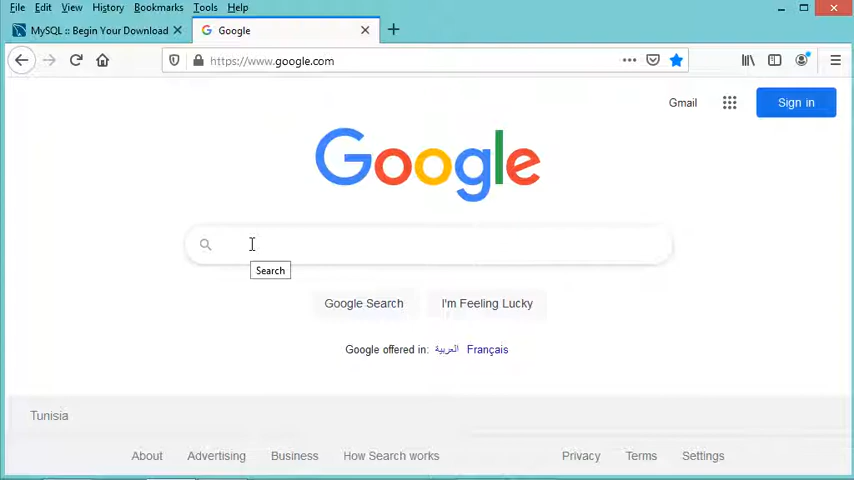 File Edit View History Bookmarks Tools Help
MySQL :: Begin Your Download
Google
https://www.google.com
Gmail
Sign in
Google
Search
Google Search
I'm Feeling Lucky
Google offered in: العربية Français
Tunisia
About Advertising Business How Search works Privacy Terms Settings